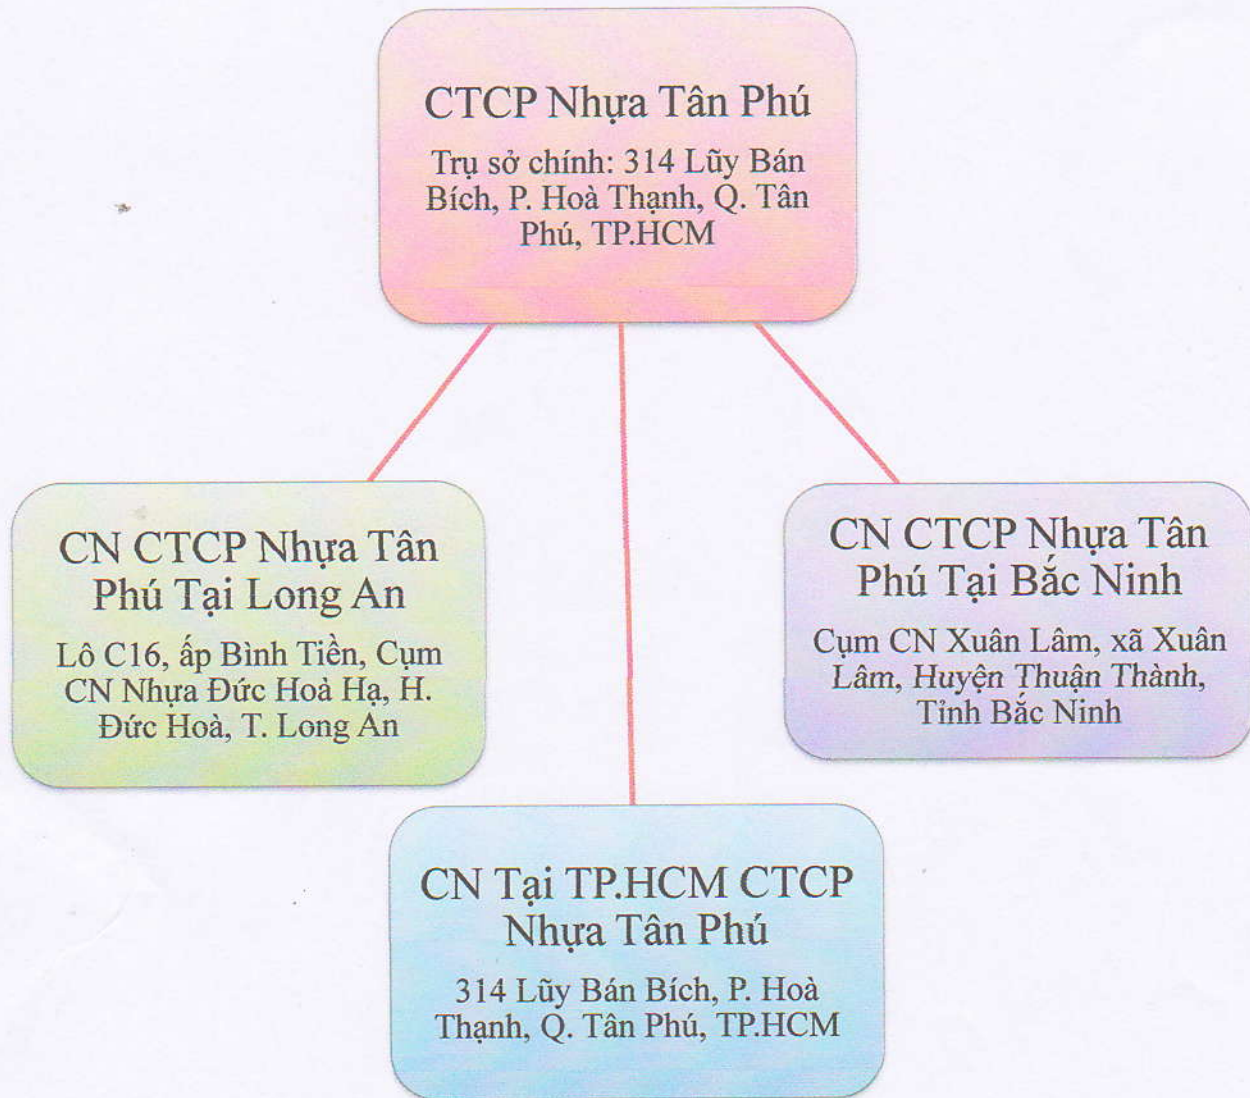 CTCP Nhựa Tân Phú
Trụ sở chính: 314 Lũy Bán
Bích, P. Hoà Thạnh, Q. Tân
Phú, TP.HCM
CN CTCP Nhựa Tân
Phú Tại Long An
Lô C16, ấp Bình Tiền, Cụm
CN Nhựa Đức Hoà Hạ, H.
Đức Hoà, T. Long An
CN CTCP Nhựa Tân
Phú Tại Bắc Ninh
Cụm CN Xuân Lâm, xã Xuân
Lâm, Huyện Thuận Thành,
Tỉnh Bắc Ninh
CN Tại TP.HCM CTCP
Nhựa Tân Phú
314 Lũy Bán Bích, P. Hoà
Thạnh, Q. Tân Phú, TP.HCM